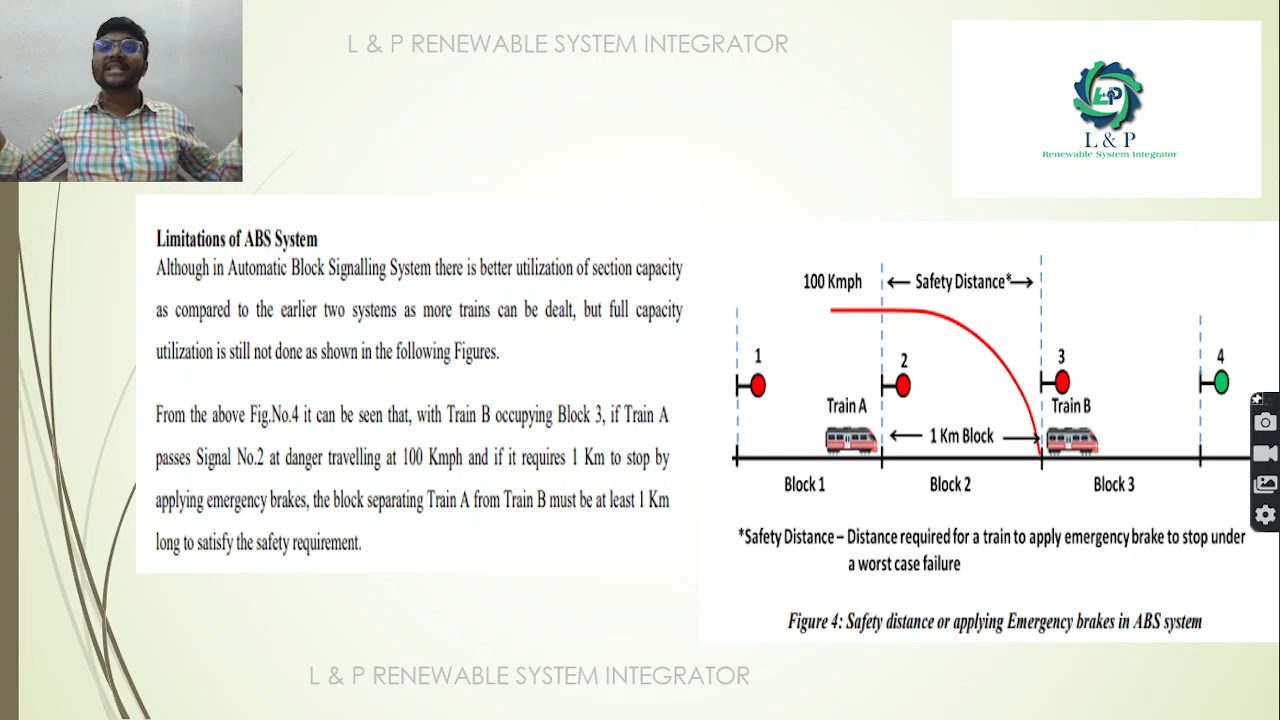 L & P RENEWABLE SYSTEM INTEGRATOR
L & P
L & P
Renewable System Integrator
Limitations of ABS System
Although in Automatic Block Signalling System there is better utilization of section capacity
as compared to the earlier two systems as more trains can be dealt, but full capacity
utilization is still not done as shown in the following Figures.
From the above Fig.No.4 it can be seen that, with Train B occupying Block 3, if Train A
passes Signal No.2 at danger travelling at 100 Kmph and if it requires 1 Km to stop by
applying emergency brakes, the block separating Train A from Train B must be at least 1 Km
long to satisfy the safety requirement.
100 Kmph
Safety Distance*
1
2
3
4
Train A
Train B
1 Km Block
Block 1
Block 2
Block 3
*Safety Distance – Distance required for a train to apply emergency brake to stop under
a worst case failure
Figure 4: Safety distance or applying Emergency brakes in ABS system
L & P RENEWABLE SYSTEM INTEGRATOR